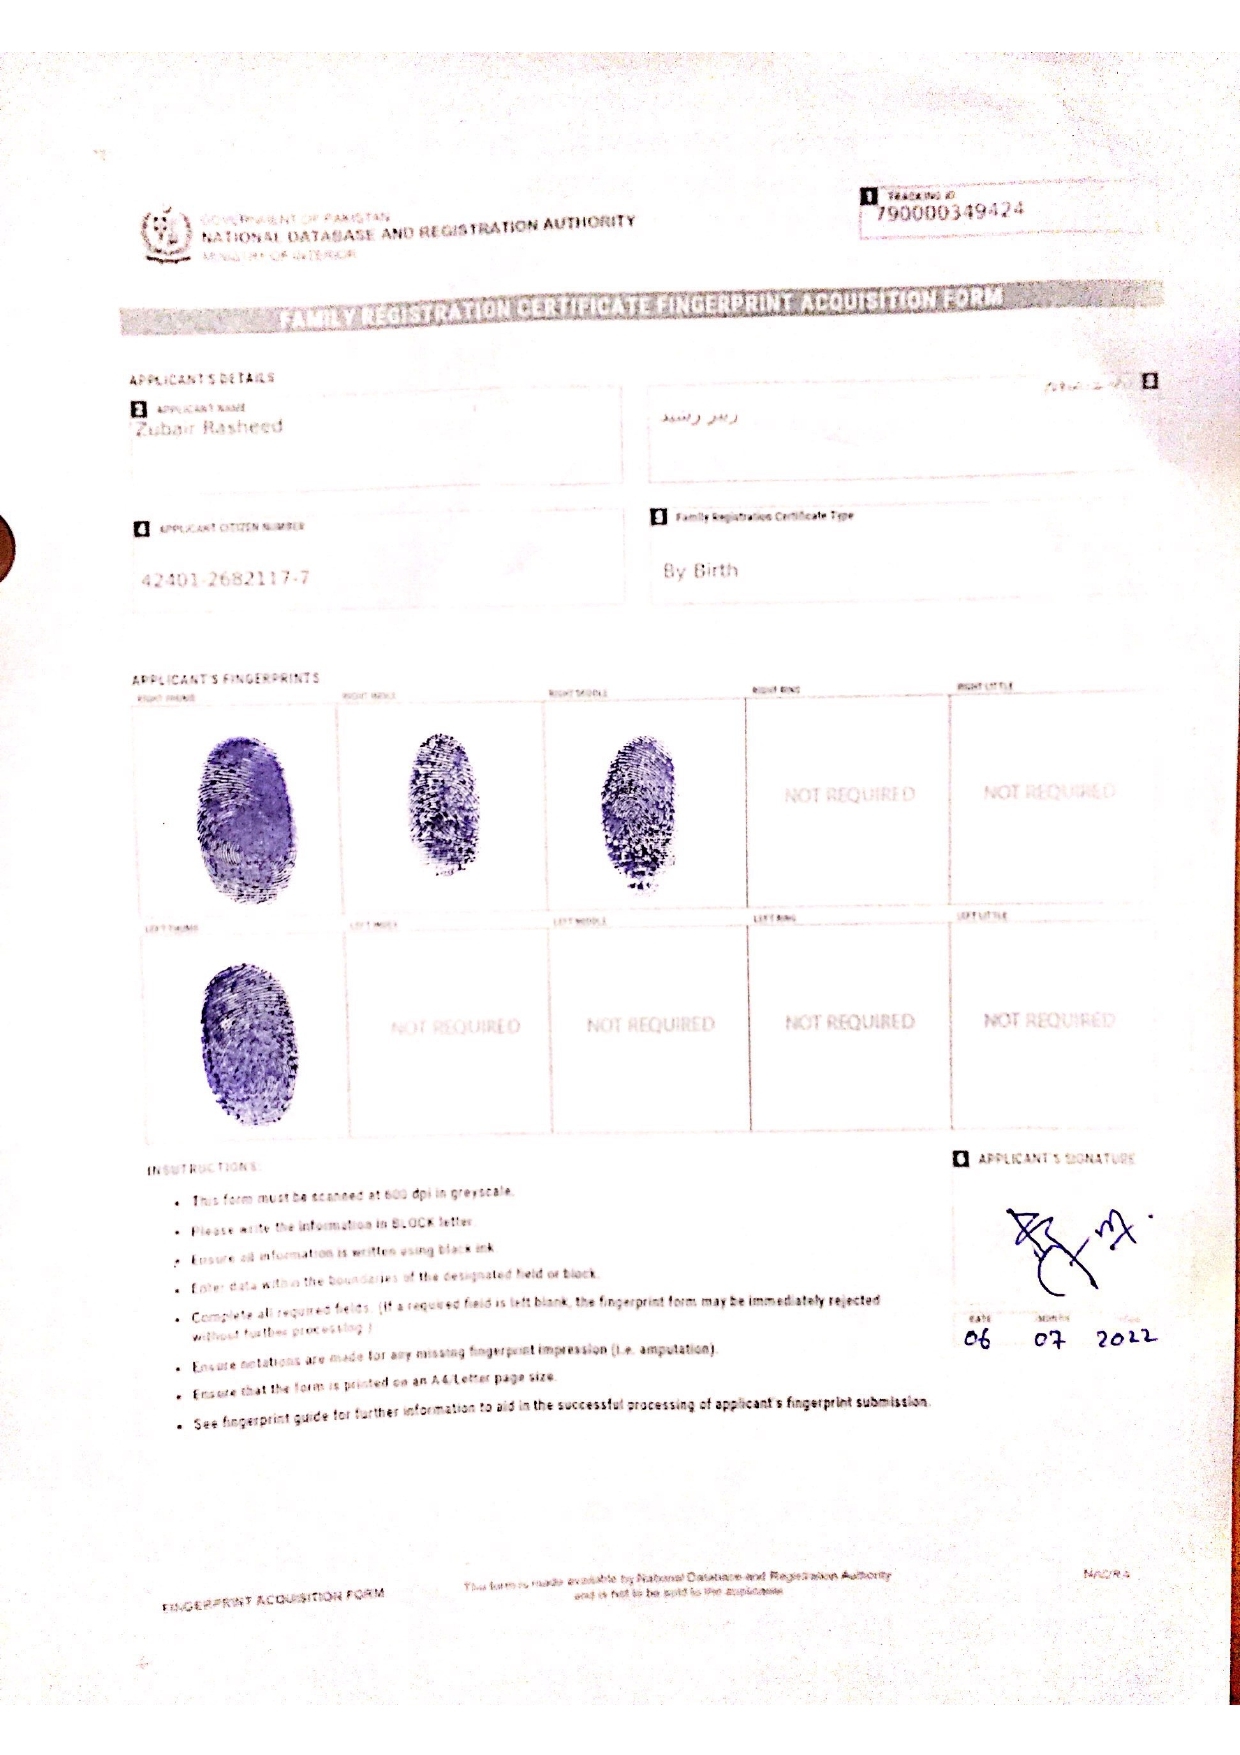 GOVERNMENT OF PAKISTAN
NATIONAL DATABASE AND REGISTRATION AUTHORITY
MINISTRY OF INTERIOR
1 TRACKING ID
790000349424
FAMILY REGISTRATION CERTIFICATE FINGERPRINT ACQUISITION FORM
APPLICANT'S DETAILS
2 APPLICANT NAME
Zubair Rasheed
3
زبیر رشید
4 APPLICANT CITIZEN NUMBER
42401-2682117-7
5 Family Registration Certificate Type
By Birth
APPLICANT'S FINGERPRINTS
RIGHT THUMB RIGHT INDEX RIGHT MIDDLE RIGHT RING RIGHT LITTLE
NOT REQUIRED NOT REQUIRED
LEFT THUMB LEFT INDEX LEFT MIDDLE LEFT RING LEFT LITTLE
NOT REQUIRED NOT REQUIRED NOT REQUIRED NOT REQUIRED
INSUTRUCTIONS:
• This form must be scanned at 600 dpi in greyscale.
• Please write the information in BLOCK letter.
• Ensure all information is written using black ink
• Enter data within the boundaries of the designated field or block.
• Complete all required fields. (If a required field is left blank, the fingerprint form may be immediately rejected
without further processing.)
• Ensure notations are made for any missing fingerprint impression (i.e. amputation).
• Ensure that the form is printed on an A4/Letter page size.
• See fingerprint guide for further information to aid in the successful processing of applicant's fingerprint submission.
6 APPLICANT'S SIGNATURE
DATE MONTH
06 07 2022
FINGERPRINT ACQUISITION FORM
This form is made available by National Database and Registration Authority
and is not to be sold to the applicant
NADRA